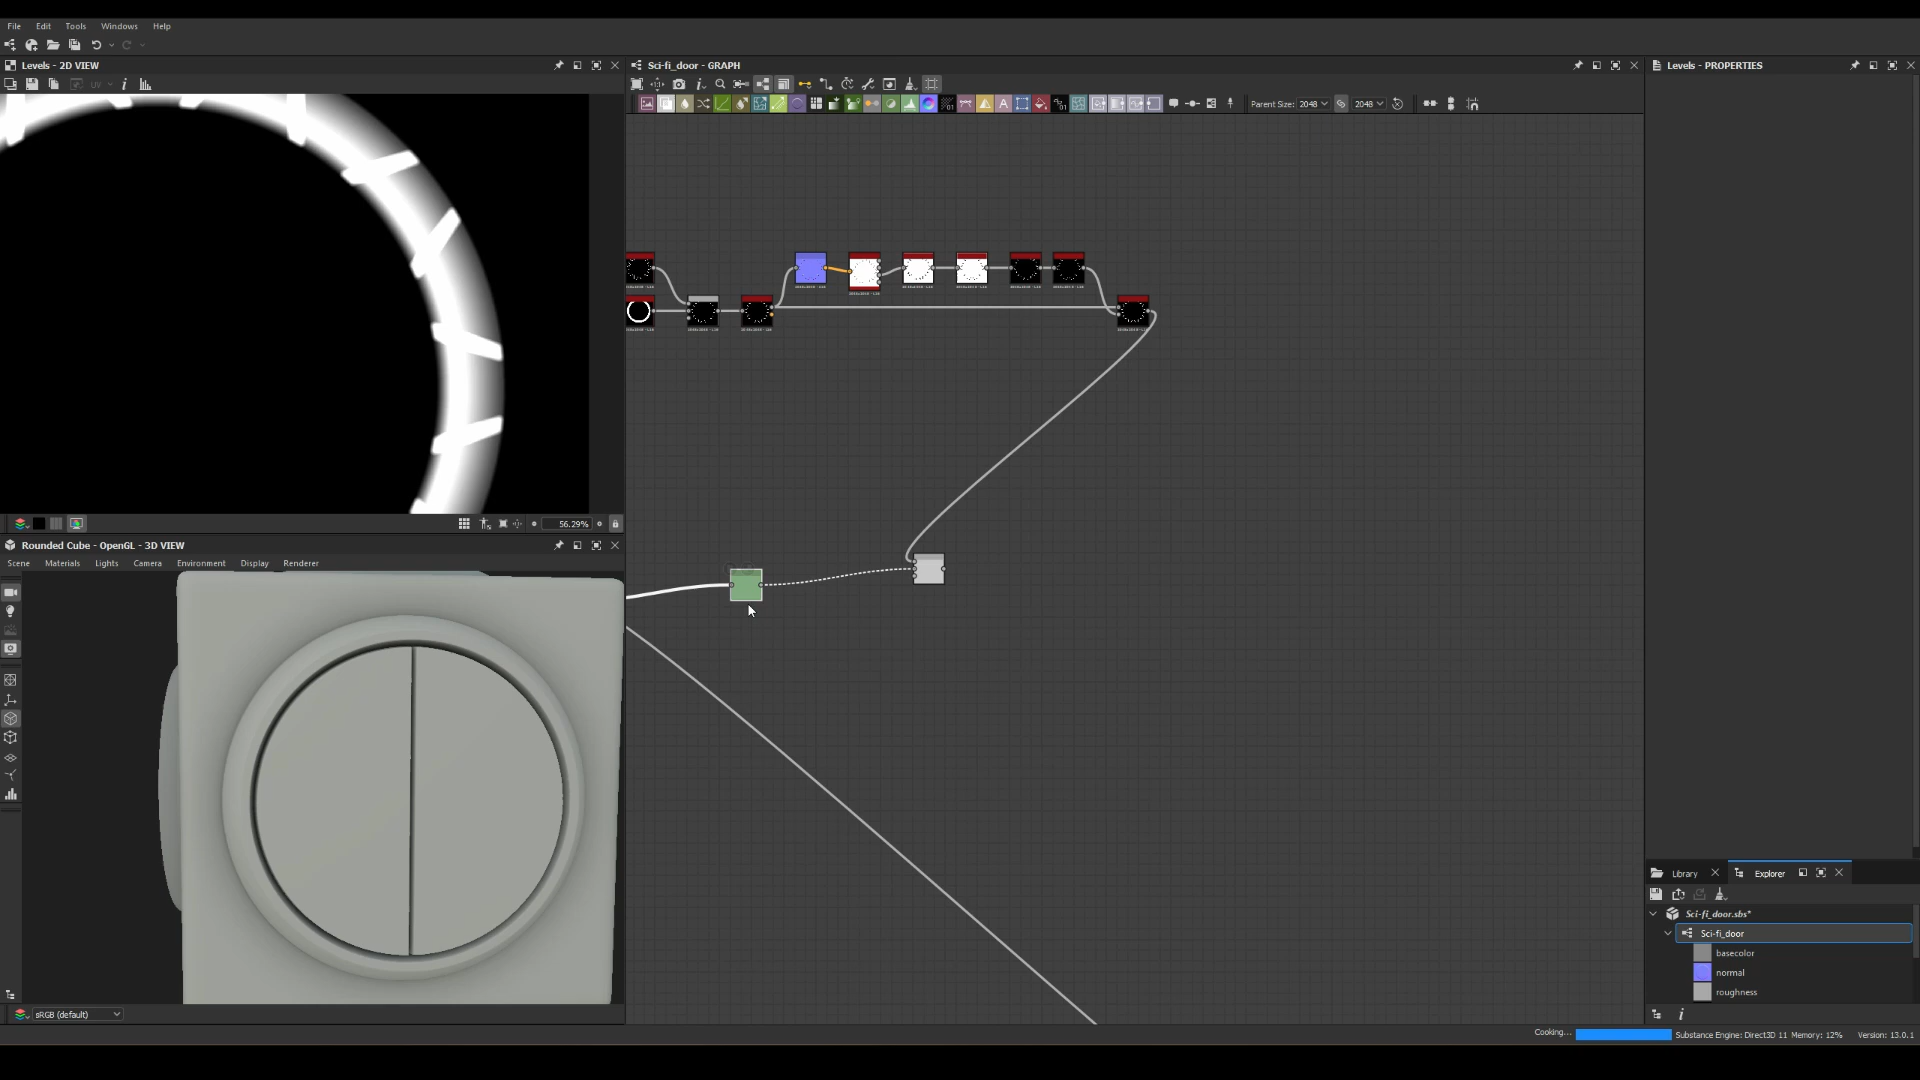 File Edit Tools Windows Help
Levels - 2D VIEW
Sci-fi_door - GRAPH
Levels - PROPERTIES
UV
Parent Size: 2048 2048
56.29%
Rounded Cube - OpenGL - 3D VIEW
Scene Materials Lights Camera Environment Display Renderer
Library Explorer
Sci-fi_door.sbs*
Sci-fi_door
basecolor
normal
roughness
sRGB (default)
Cooking... Substance Engine: Direct3D 11 Memory: 12% Version: 13.0.1